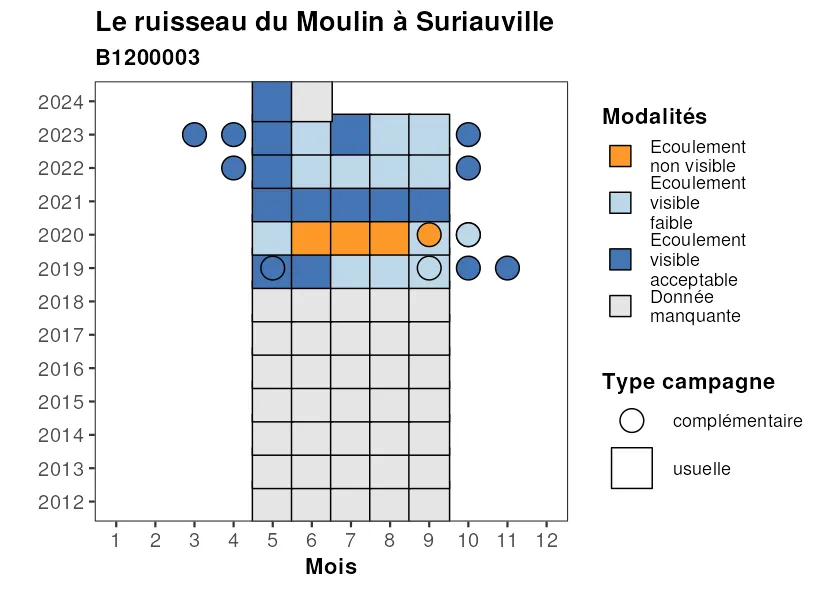 Le ruisseau du Moulin à Suriauville
B1200003
2024
2023
2022
2021
2020
2019
2018
2017
2016
2015
2014
2013
2012
1 2 3 4 5 6 7 8 9 10 11 12
Mois
Modalités
Ecoulement
non visible
Ecoulement
visible
faible
Ecoulement
visible
acceptable
Donnée
manquante
Type campagne
complémentaire
usuelle